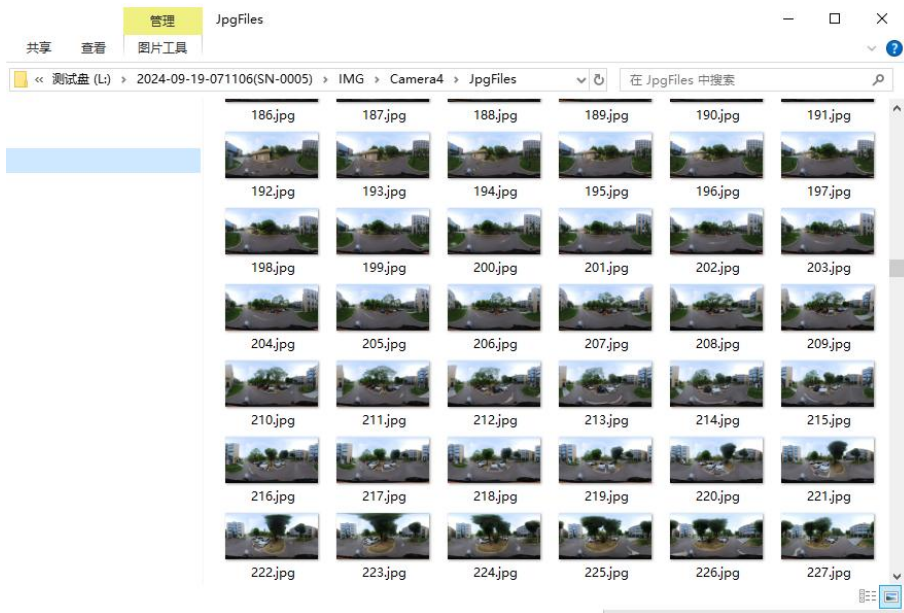 管理 JpgFiles
共享 查看 图片工具
« 测试盘 (L:) › 2024-09-19-071106(SN-0005) › IMG › Camera4 › JpgFiles 在 JpgFiles 中搜索
186.jpg 187.jpg 188.jpg 189.jpg 190.jpg 191.jpg
192.jpg 193.jpg 194.jpg 195.jpg 196.jpg 197.jpg
198.jpg 199.jpg 200.jpg 201.jpg 202.jpg 203.jpg
204.jpg 205.jpg 206.jpg 207.jpg 208.jpg 209.jpg
210.jpg 211.jpg 212.jpg 213.jpg 214.jpg 215.jpg
216.jpg 217.jpg 218.jpg 219.jpg 220.jpg 221.jpg
222.jpg 223.jpg 224.jpg 225.jpg 226.jpg 227.jpg